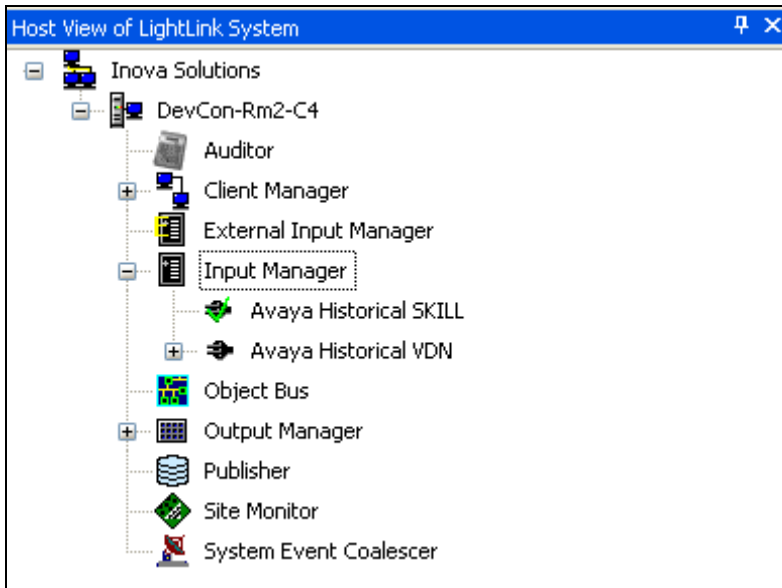 Host View of LightLink System
Inova Solutions
DevCon-Rm2-C4
Auditor
Client Manager
External Input Manager
Input Manager
Avaya Historical SKILL
Avaya Historical VDN
Object Bus
Output Manager
Publisher
Site Monitor
System Event Coalescer